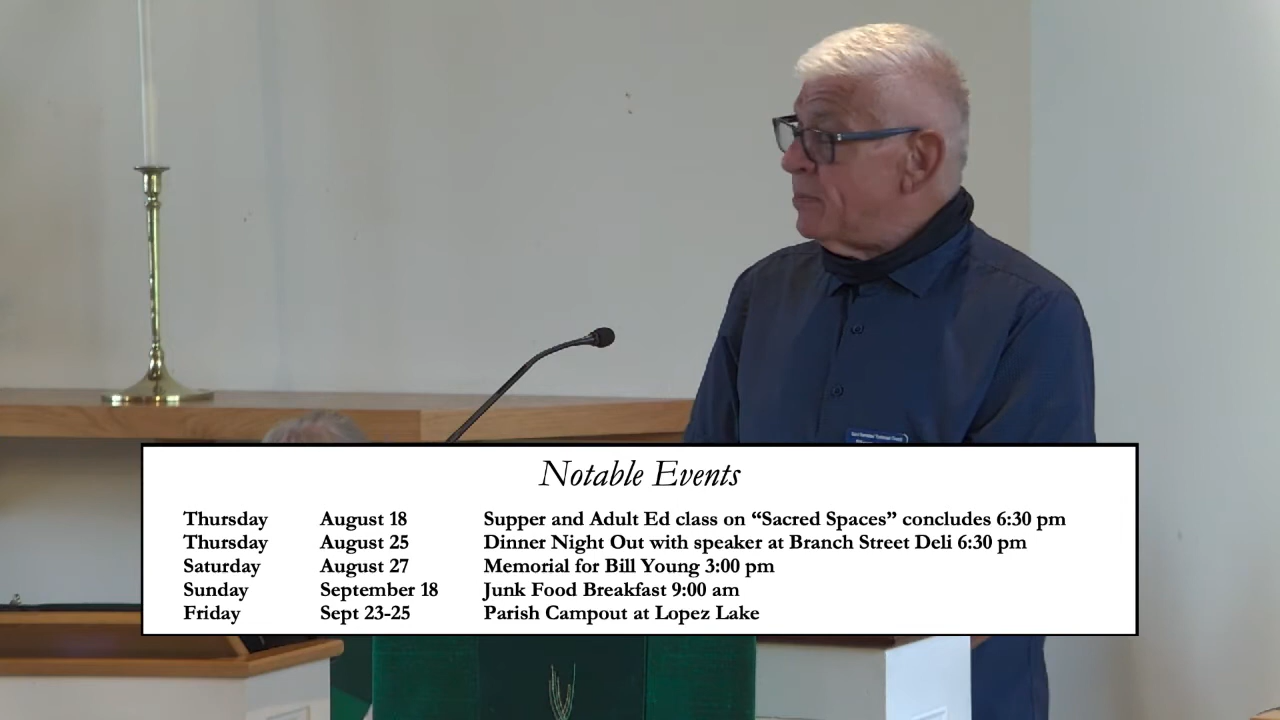 Notable Events
Thursday August 18 Supper and Adult Ed class on “Sacred Spaces” concludes 6:30 pm
Thursday August 25 Dinner Night Out with speaker at Branch Street Deli 6:30 pm
Saturday August 27 Memorial for Bill Young 3:00 pm
Sunday September 18 Junk Food Breakfast 9:00 am
Friday Sept 23-25 Parish Campout at Lopez Lake